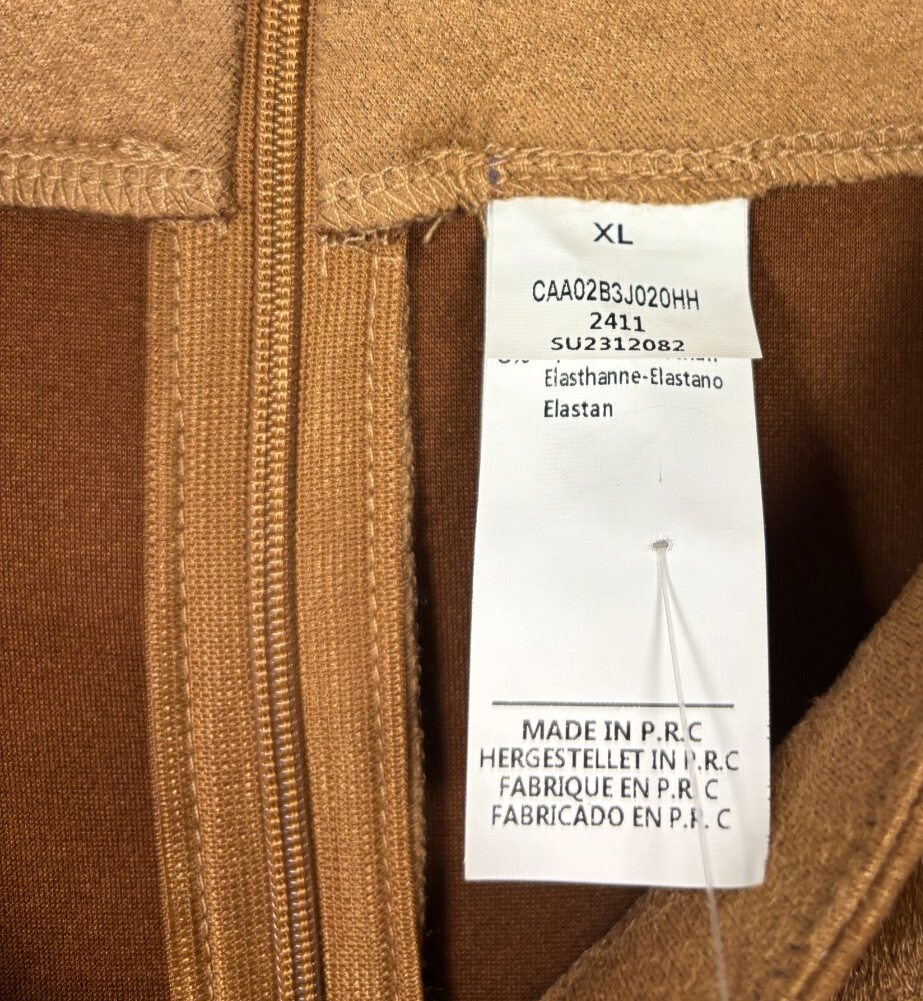 XL
CAA02B3J020HH
2411
SU2312082
Elasthanne-Elastano
Elastan
MADE IN P.R.C
HERGESTELLET IN P.R.C
FABRIQUE EN P.R C
FABRICADO EN P.R. C